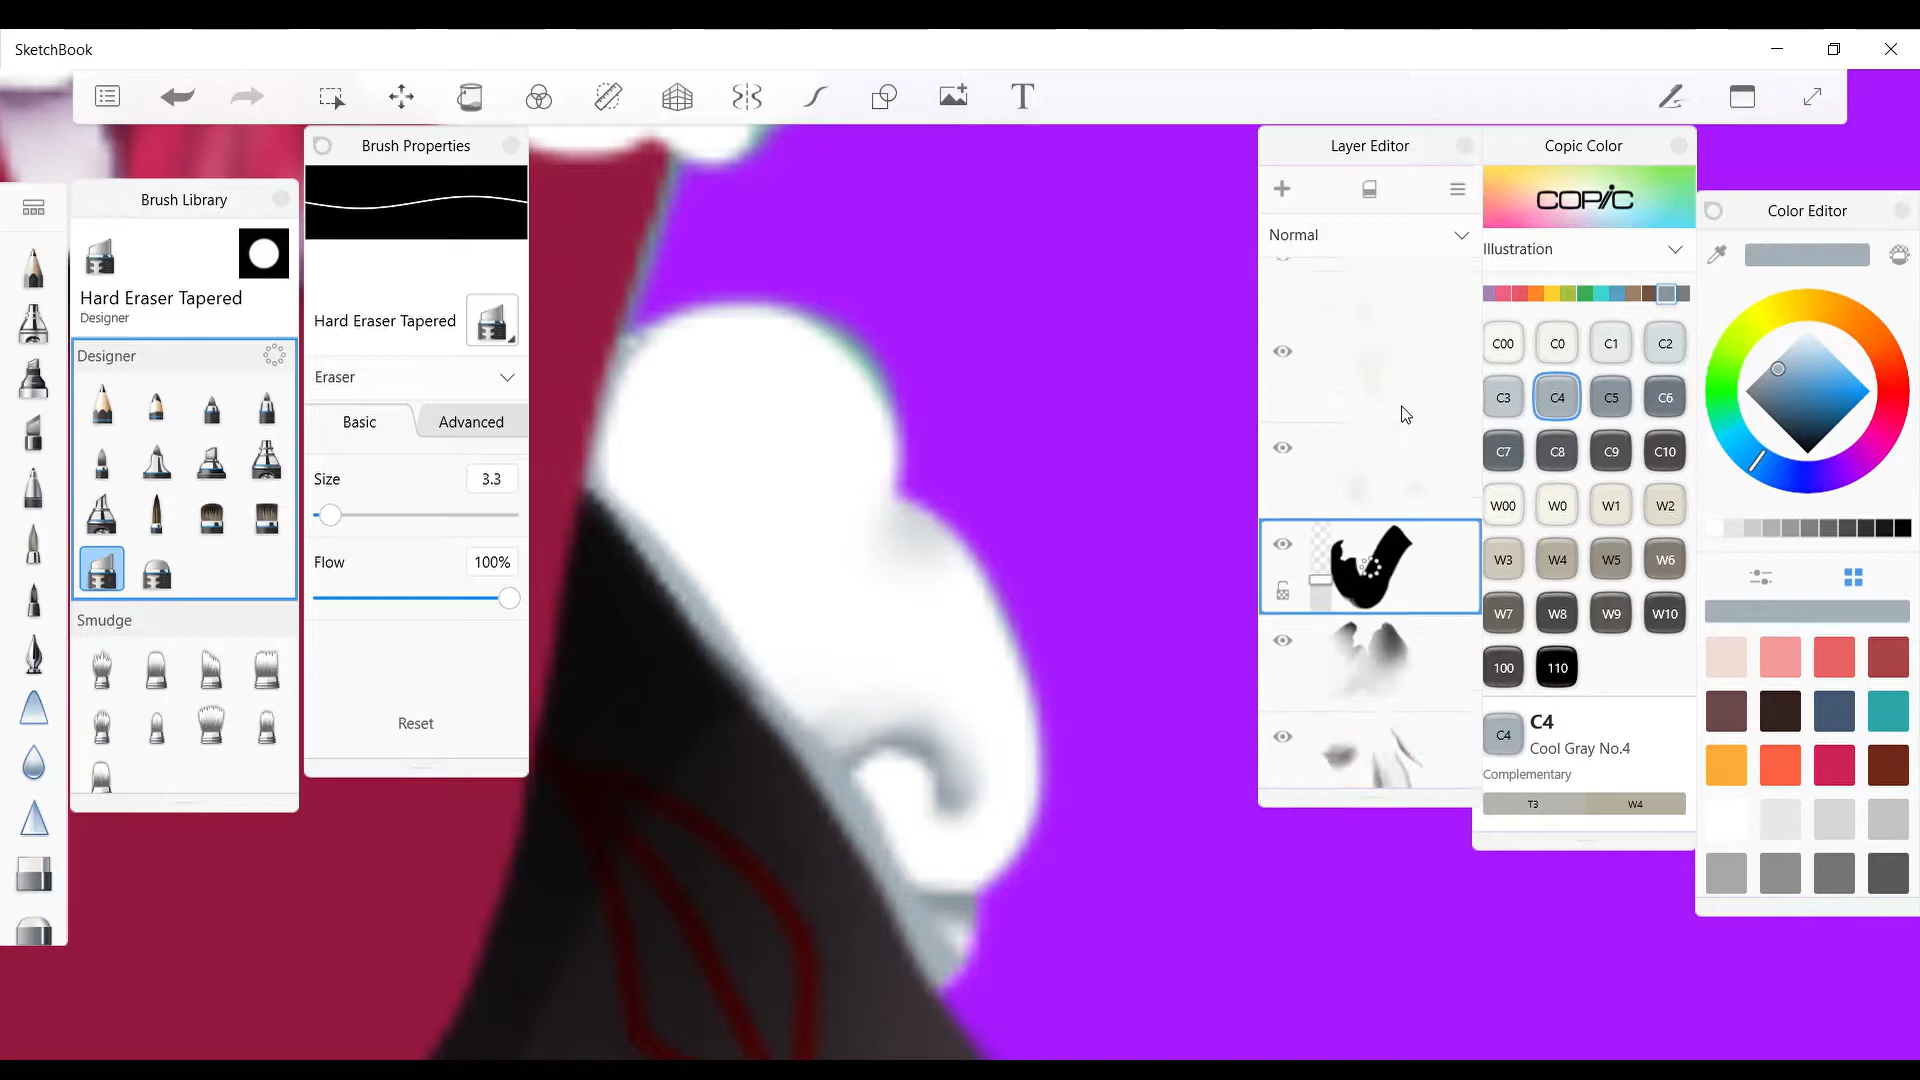 SketchBook
T
Brush Library
Hard Eraser Tapered
Designer
Designer
Smudge
Brush Properties
Hard Eraser Tapered
Eraser
Basic
Advanced
Size
3.3
Flow
100%
Reset
Layer Editor
Normal
Copic Color
COPIC
Illustration
C00 C0 C1 C2
C3 C4 C5 C6
C7 C8 C9 C10
W00 W0 W1 W2
W3 W4 W5 W6
W7 W8 W9 W10
100 110
C4
C4
Cool Gray No.4
Complementary
T3 W4
Color Editor